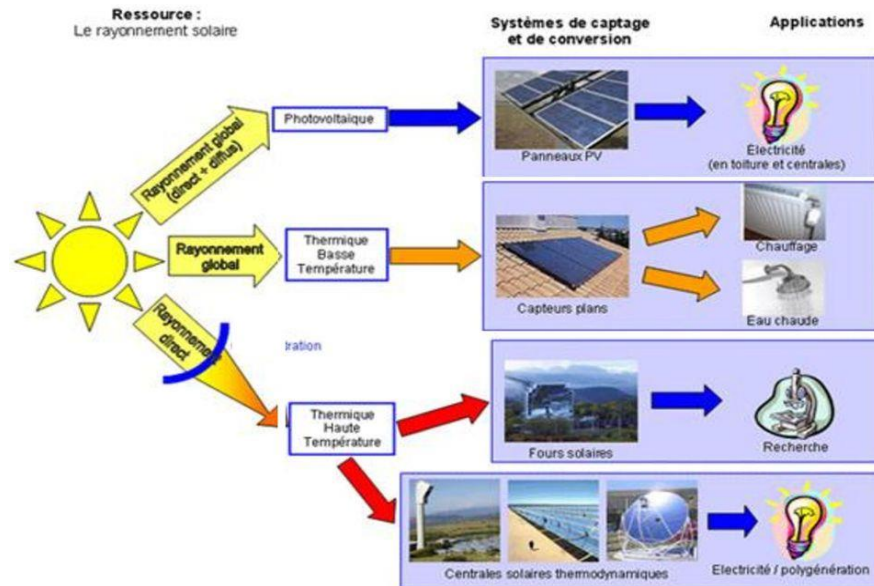 Ressource :
Le rayonnement solaire
Systèmes de captage
et de conversion
Applications
Rayonnement global
(direct + diffus)
Photovoltaïque
Panneaux PV
Électricité
(en toiture et centrales)
Rayonnement
global
Thermique
Basse
Température
Capteurs plans
Chauffage
Eau chaude
Rayonnement
direct
tration
Thermique
Haute
Température
Fours solaires
Recherche
Centrales solaires thermodynamiques
Electricité / polygénération